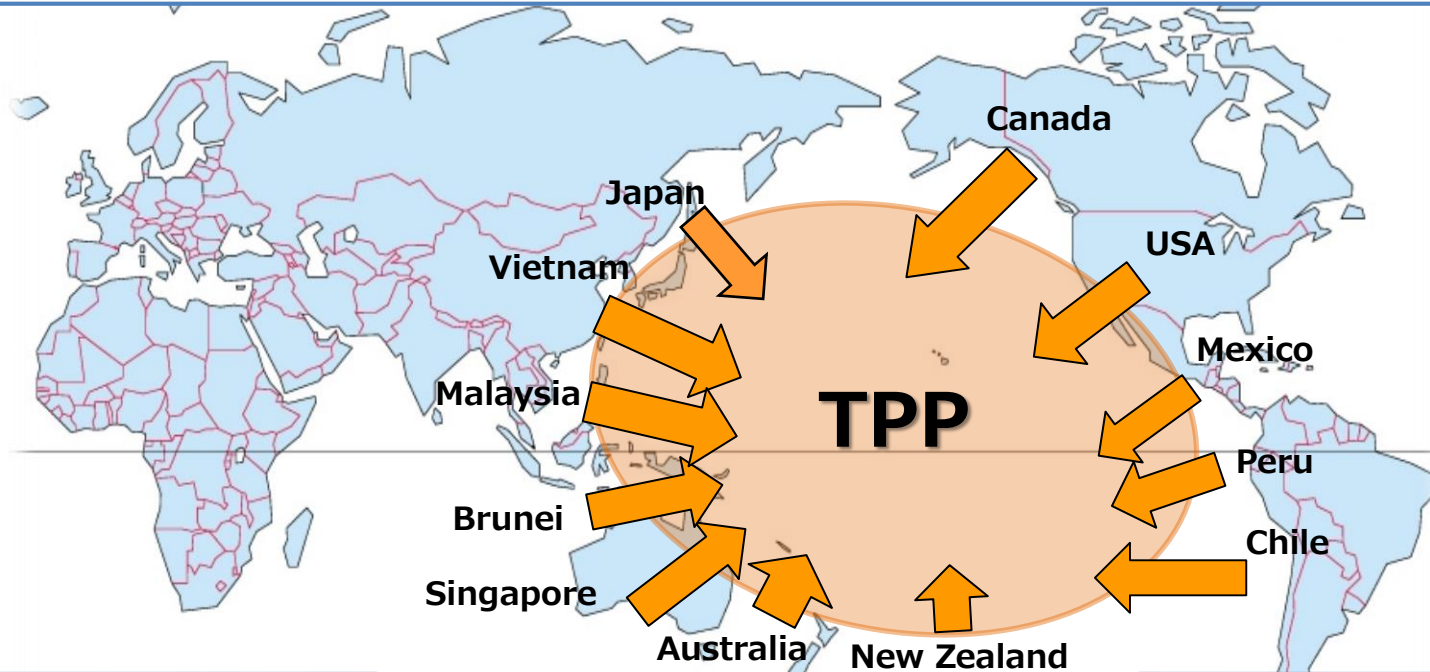 Canada
Japan
USA
Vietnam
Mexico
Malaysia
TPP
Peru
Brunei
Chile
Singapore
Australia
New Zealand